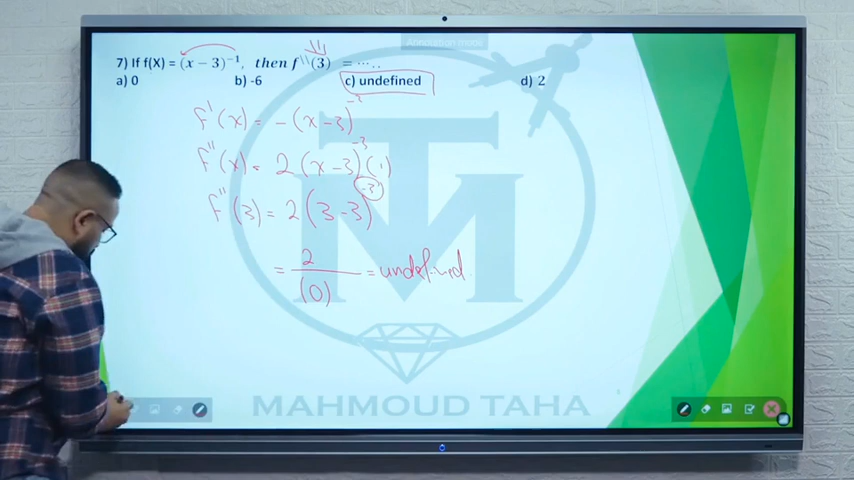 Annotation mode
7) If f(X) = (x − 3)⁻¹, then f\\(3) = ....
a) 0 b) -6 c) undefined d) 2
f'(x) = -(x-3)⁻²
f''(x) = 2(x-3)⁻³(1)
f''(3) = 2(3-3)⁻³
= 2/(0) = undefined
TM
MAHMOUD TAHA